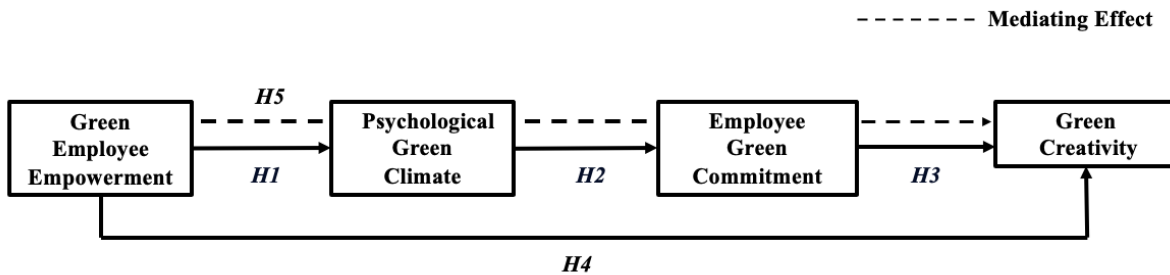 Mediating Effect
H5
Green
Employee
Empowerment
Psychological
Green
Climate
Employee
Green
Commitment
Green
Creativity
H1
H2
H3
H4